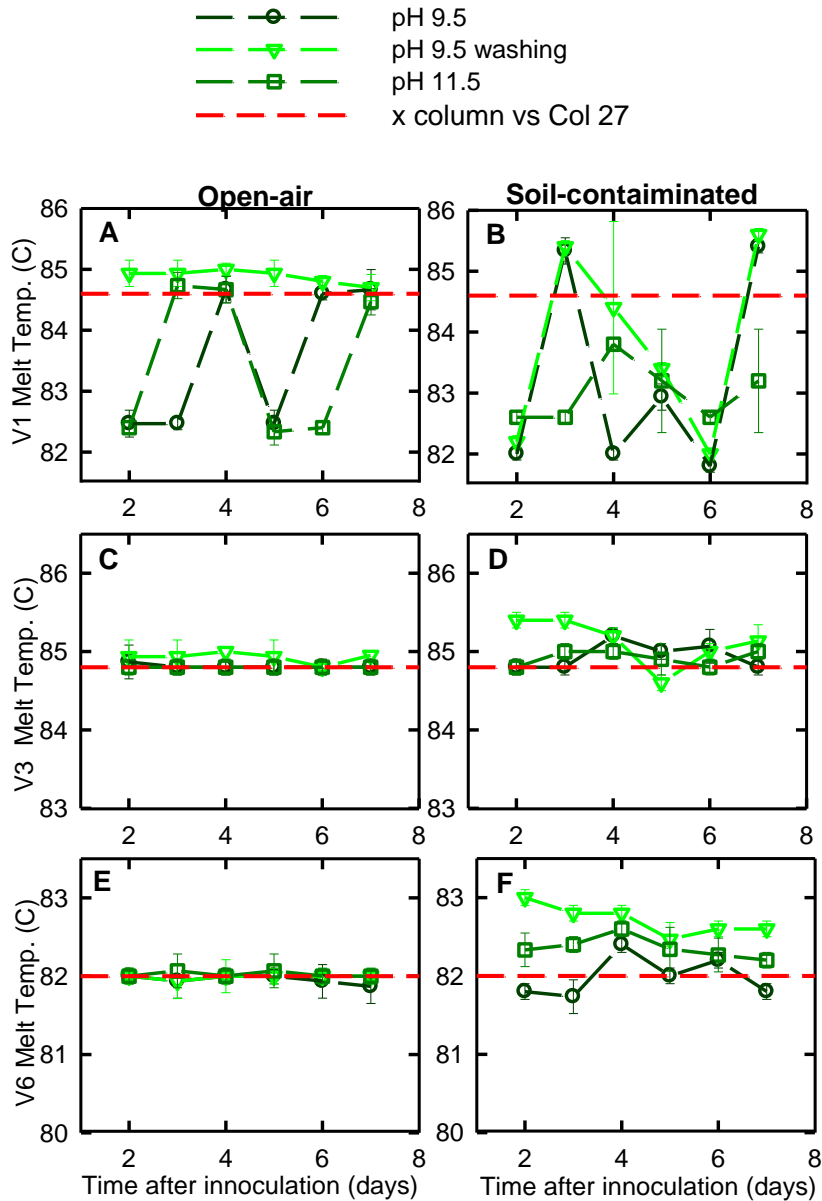 pH 9.5
pH 9.5 washing
pH 11.5
x column vs Col 27
Open-air Soil-contaiminated
A
B
V1 Melt Temp. (C)
86
85
84
83
82
2 4 6 8
86
85
84
83
82
2 4 6 8
C
D
V3 Melt Temp. (C)
86
85
84
83
2 4 6 8
86
85
84
83
2 4 6 8
E
F
V6 Melt Temp. (C)
83
82
81
80
2 4 6 8
83
82
81
80
2 4 6 8
Time after innoculation (days) Time after innoculation (days)